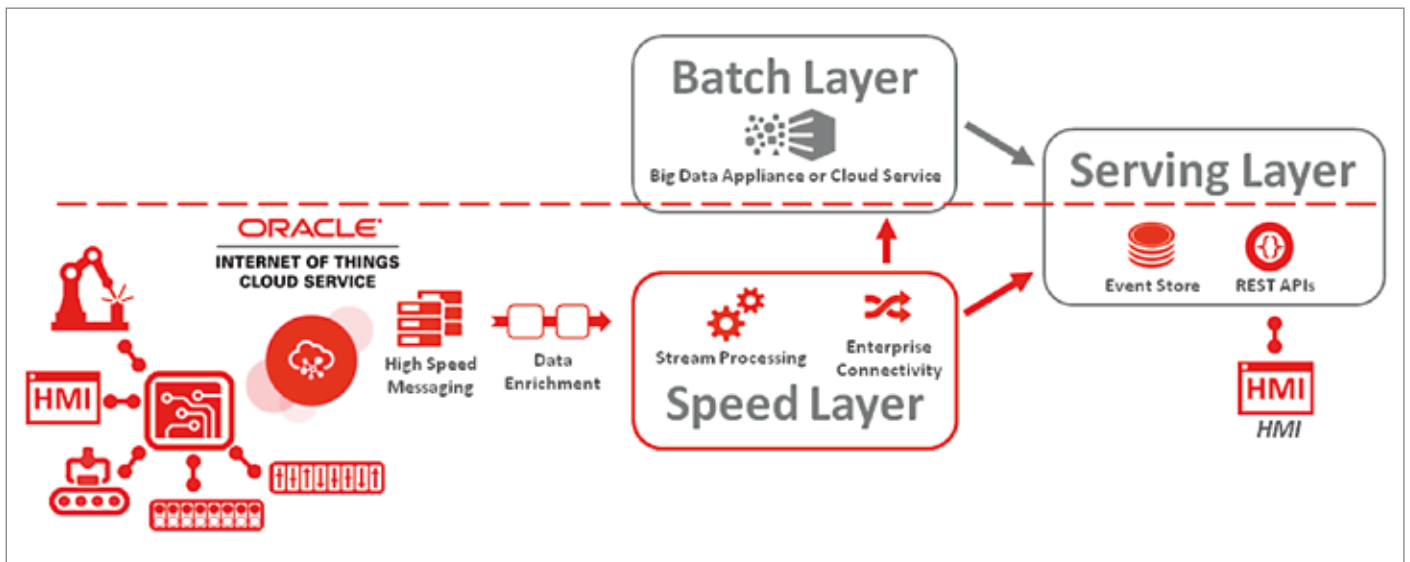 Batch Layer
Big Data Appliance or Cloud Service
Serving Layer
Event Store
REST APIs
HMI
HMI
ORACLE
INTERNET OF THINGS
CLOUD SERVICE
HMI
High Speed
Messaging
Data
Enrichment
Stream Processing
Enterprise
Connectivity
Speed Layer